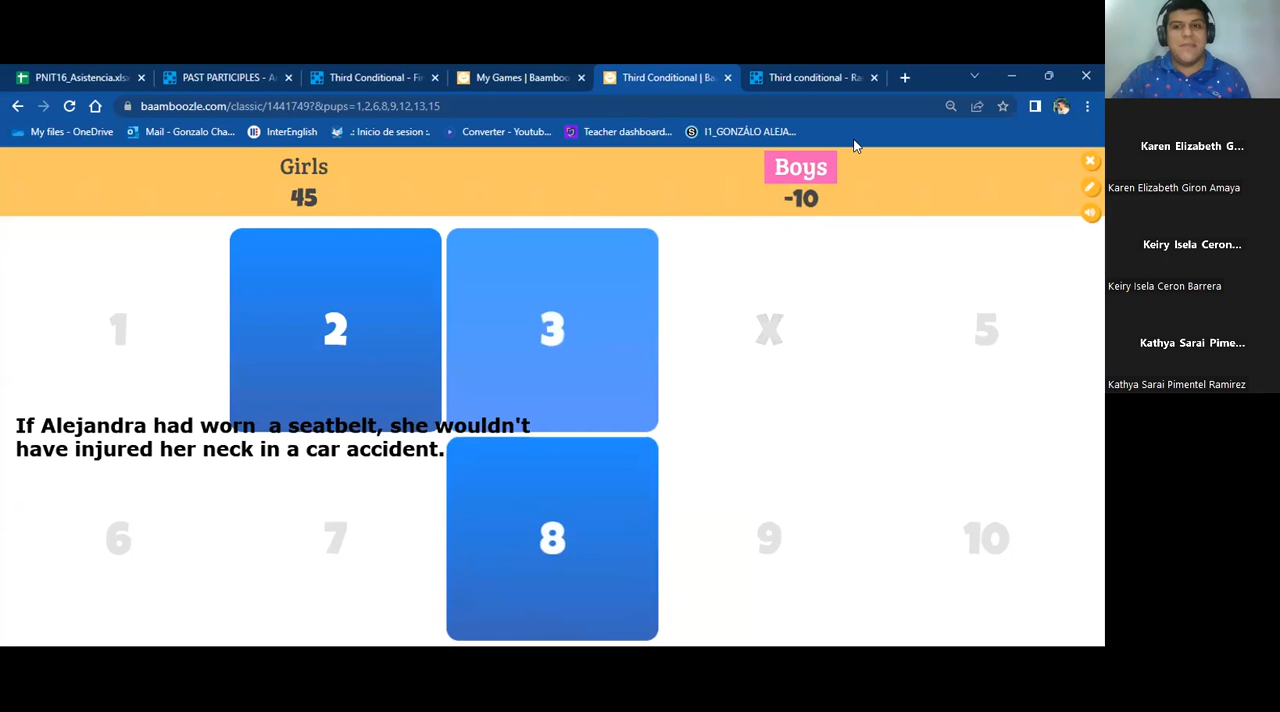 PNIT16_Asistencia.xlsx
PAST PARTICIPLES - A
Third Conditional - Fi
My Games | Baamboo
Third Conditional | Ba
Third conditional - Ra
baamboozle.com/classic/1441749?&pups=1,2,6,8,9,12,13,15
My files - OneDrive
Mail - Gonzalo Cha...
InterEnglish
.: Inicio de sesion :.
Converter - Youtub...
Teacher dashboard...
I1_GONZÁLO ALEJA...
Girls
45
Boys
-10
1
2
3
X
5
If Alejandra had worn a seatbelt, she wouldn't
have injured her neck in a car accident.
6
7
8
9
10
Karen Elizabeth G...
Karen Elizabeth Giron Amaya
Keiry Isela Ceron...
Keiry Isela Ceron Barrera
Kathya Sarai Pime...
Kathya Sarai Pimentel Ramirez